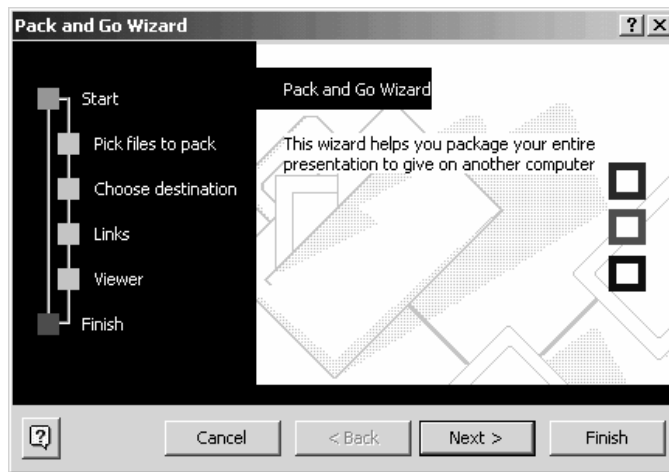 Pack and Go Wizard
Start
Pick files to pack
Choose destination
Links
Viewer
Finish
Pack and Go Wizard
This wizard helps you package your entire
presentation to give on another computer
Cancel
< Back
Next >
Finish